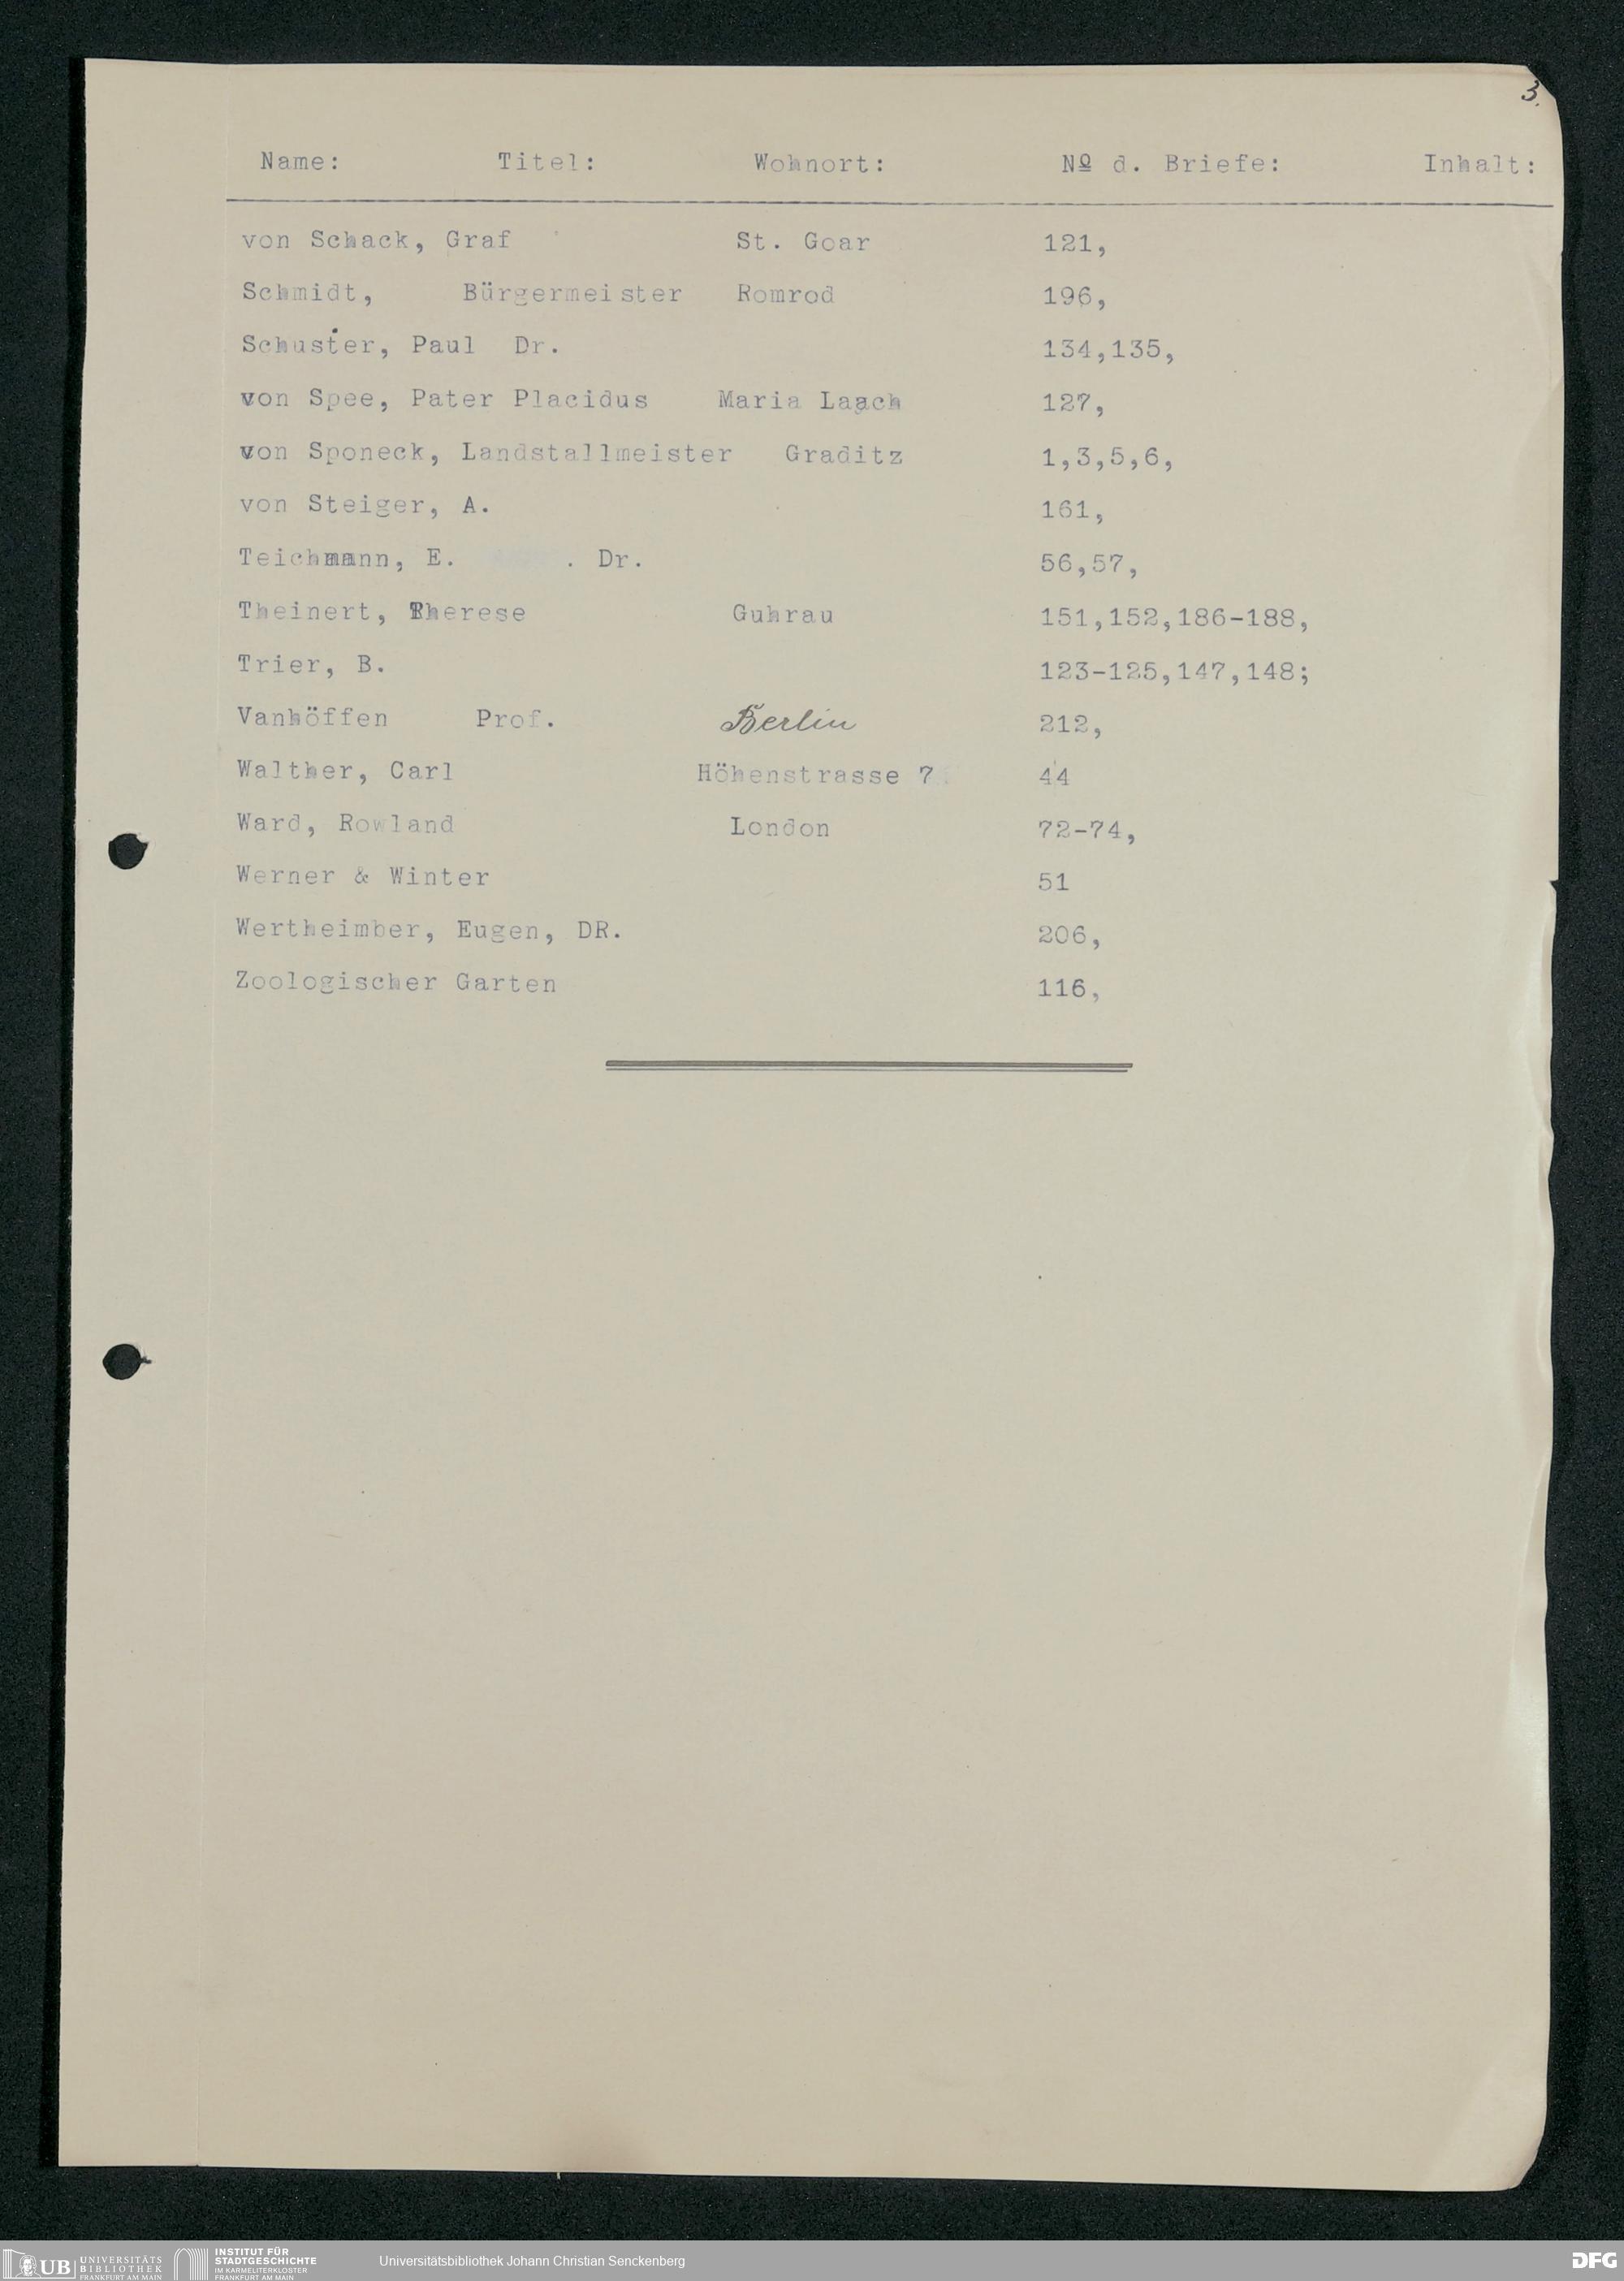 3.
Name: Titel: Wohnort: Nº d. Briefe: Inhalt:
von Schack, Graf St. Goar 121,
Schmidt, Bürgermeister Romrod 196,
Schuster, Paul Dr. 134,135,
von Spee, Pater Placidus Maria Laach 127,
von Sponeck, Landstallmeister Graditz 1,3,5,6,
von Steiger, A. 161,
Teichmann, E. . Dr. 56,57,
Theinert, Therese Guhrau 151,152,186-188,
Trier, B. 123-125,147,148;
Vanhöffen Prof. Berlin 212,
Walther, Carl Höhenstrasse 7 44
Ward, Rowland London 72-74,
Werner & Winter 51
Wertheimber, Eugen, DR. 206,
Zoologischer Garten 116,
UB UNIVERSITÄTS BIBLIOTHEK FRANKFURT AM MAIN
INSTITUT FÜR STADTGESCHICHTE IM KARMELITERKLOSTER FRANKFURT AM MAIN
Universitätsbibliothek Johann Christian Senckenberg
DFG